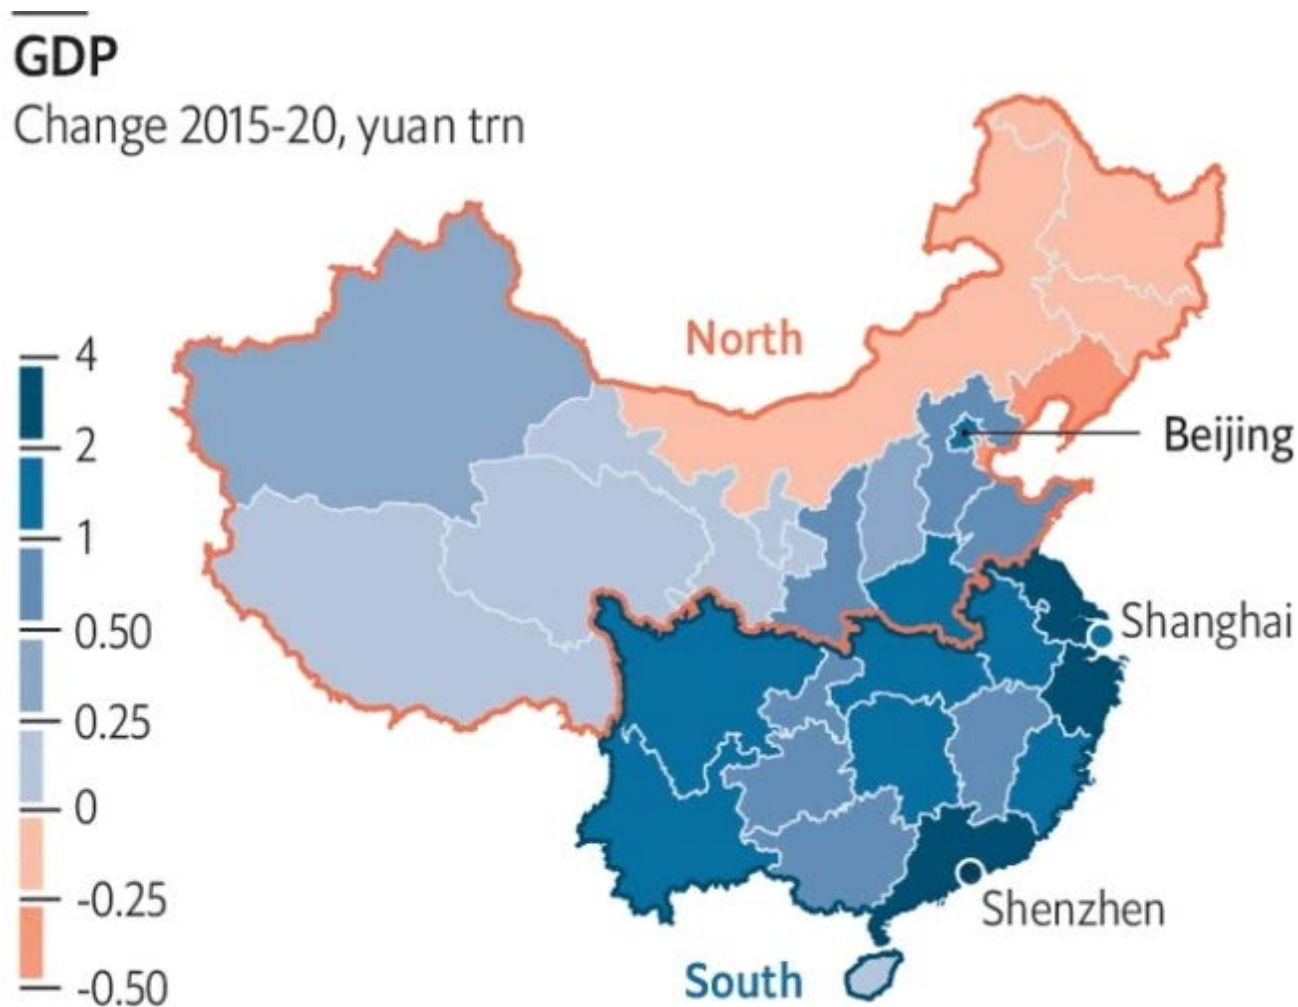 GDP
Change 2015-20, yuan trn
North
4
2
1
0.50
0.25
0
-0.25
-0.50
Beijing
Shanghai
Shenzhen
South